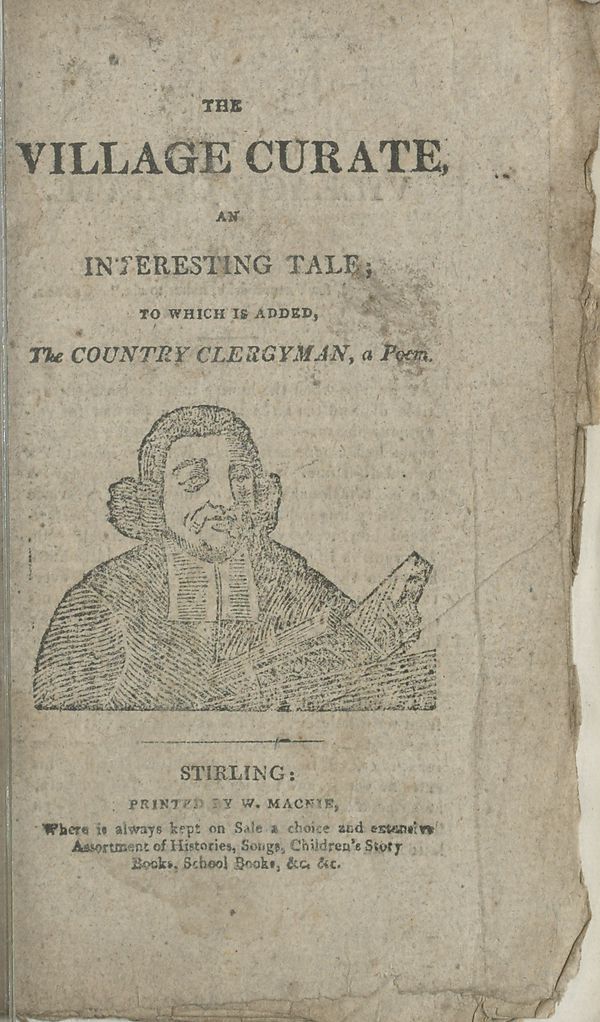 THE
VILLAGE CURATE,
AN
INTERESTING TALE;
TO WHICH IS ADDED,
The COUNTRY CLERGYMAN, a Poem.
STIRLING:
PRINTED BY W. MACNIE,
Where is always kept on Sale a choice and extensive
Assortment of Histories, Songs, Children's Story
Books, School Books, &c. &c.